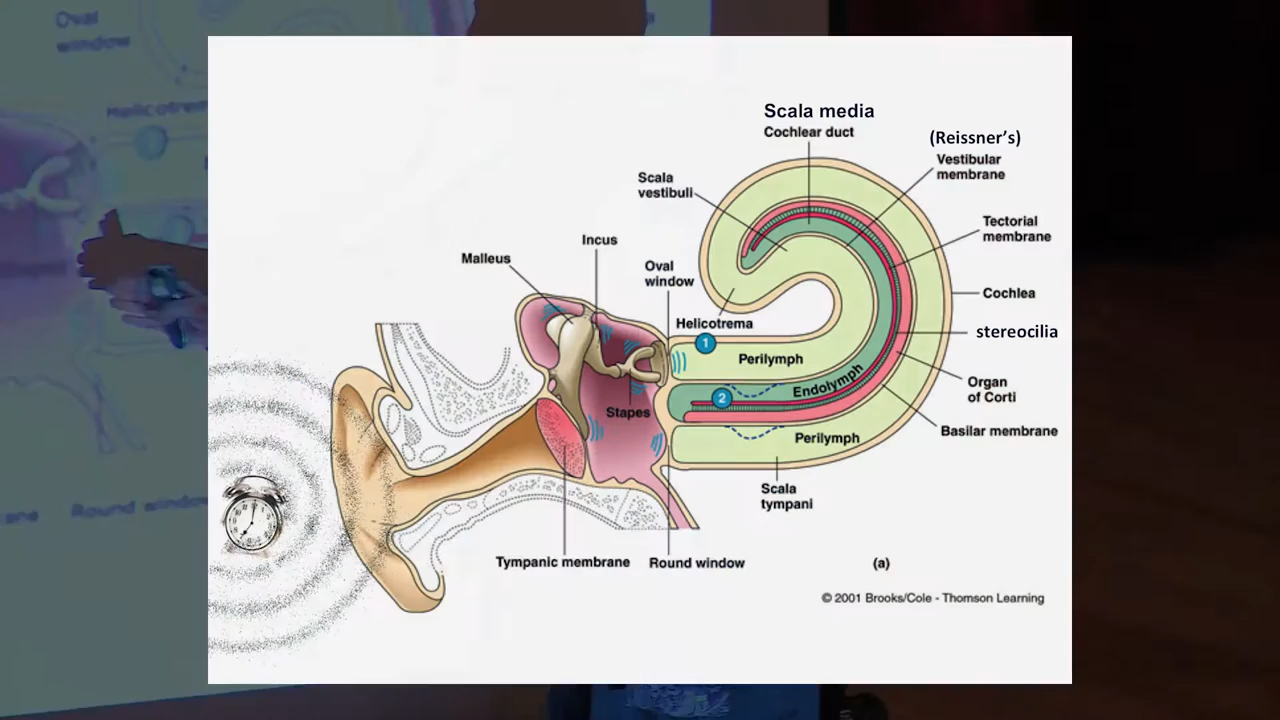 Oval
window
Helicotrem
Round window
Scala media
Cochlear duct
(Reissner's)
Vestibular
membrane
Scala
vestibuli
Tectorial
membrane
Incus
Malleus
Oval
window
Cochlea
Helicotrema
stereocilia
1
Perilymph
Endolymph
2
Organ
of Corti
Stapes
Basilar membrane
Perilymph
Scala
tympani
Tympanic membrane
Round window
(a)
© 2001 Brooks/Cole - Thomson Learning